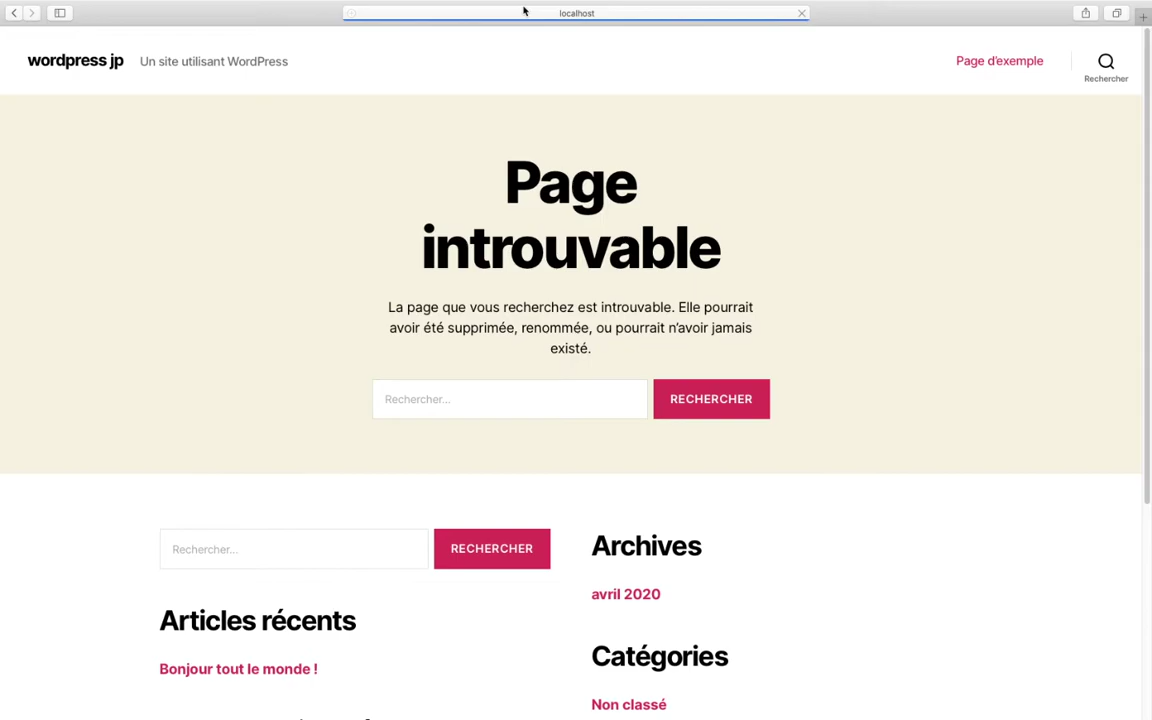 localhost
wordpress jp
Un site utilisant WordPress
Page d'exemple
Rechercher
Page
introuvable
La page que vous recherchez est introuvable. Elle pourrait
avoir été supprimée, renommée, ou pourrait n'avoir jamais
existé.
Rechercher...
RECHERCHER
Rechercher...
RECHERCHER
Articles récents
Bonjour tout le monde !
Archives
avril 2020
Catégories
Non classé